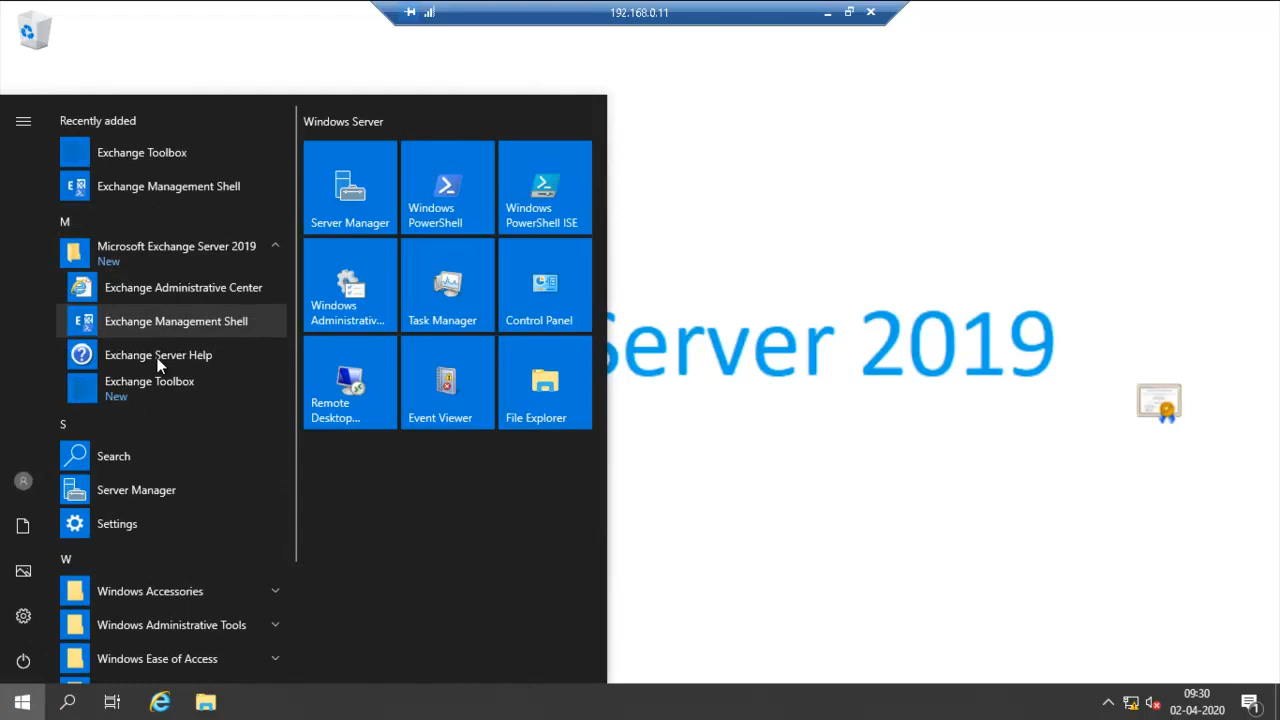 192.168.0.11
Recently added
Exchange Toolbox
Exchange Management Shell
M
Microsoft Exchange Server 2019
New
Exchange Administrative Center
Exchange Management Shell
Exchange Server Help
Exchange Toolbox
New
S
Search
Server Manager
Settings
W
Windows Accessories
Windows Administrative Tools
Windows Ease of Access
Windows Server
Server Manager
Windows
PowerShell
Windows
PowerShell ISE
Windows
Administrativ...
Task Manager
Control Panel
Remote
Desktop...
Event Viewer
File Explorer
Server 2019
09:30
02-04-2020
1